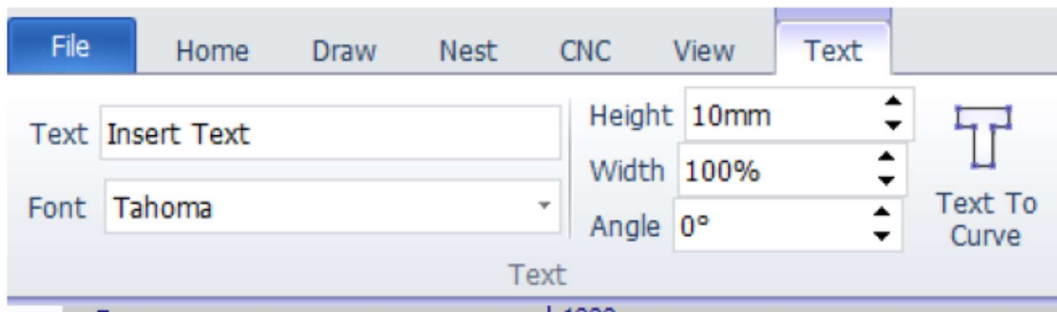 File Home Draw Nest CNC View Text
Text Insert Text
Font Tahoma
Height 10mm
Width 100%
Angle 0°
Text To
Curve
Text